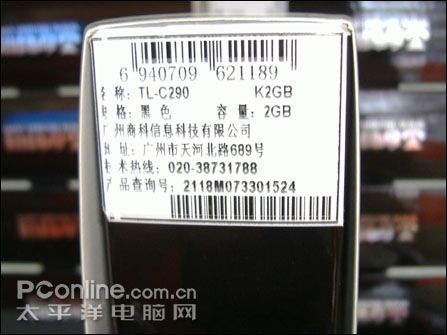 6 940709 621189
名称: TL-C290 K2GB
规格: 黑色 容量: 2GB
广州商科信息科技有限公司
地址: 广州市天河北路689号
技术热线: 020-38731788
产品查询号: 2118M073301524
PConline.com.cn
太平洋电脑网